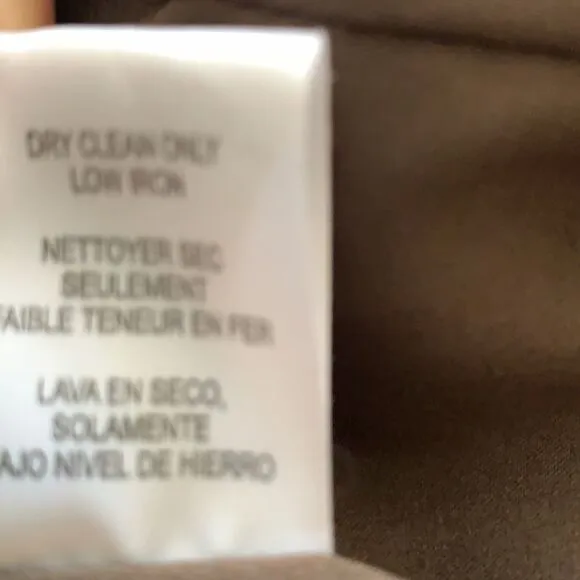 DRY CLEAN ONLY
LOW IRON
NETTOYER SEC
SEULEMENT
FAIBLE TENEUR EN FER
LAVA EN SECO,
SOLAMENTE
BAJO NIVEL DE HIERRO